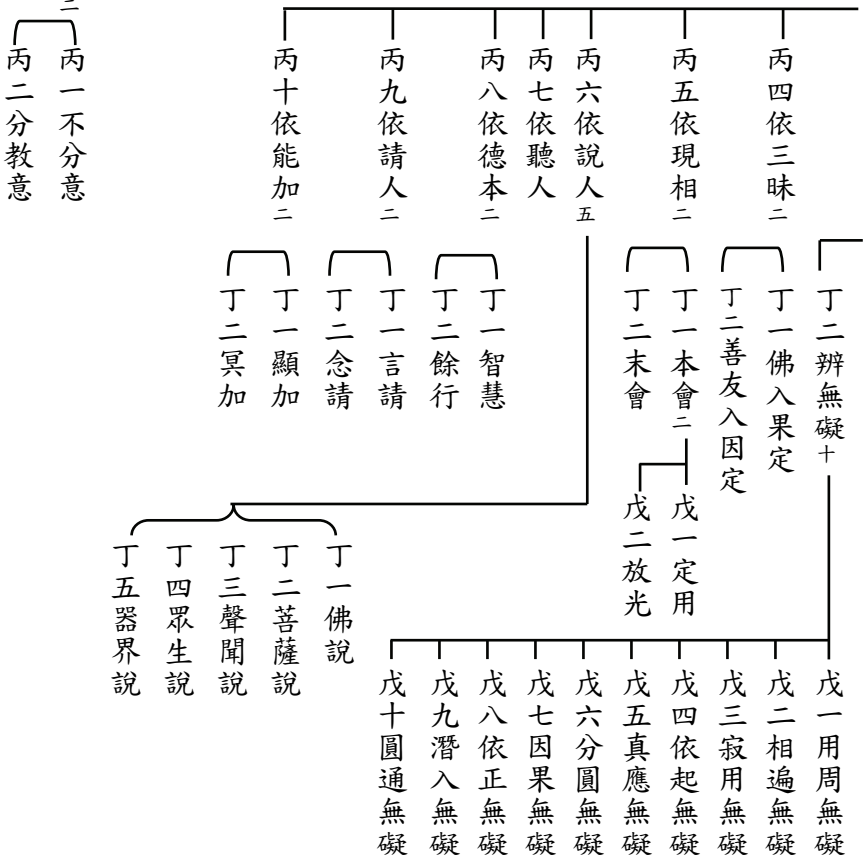 丙四依三昧二
丙五依現相二
丙六依說人五
丙七依聽人
丙八依德本二
丙九依請人二
丙十依能加二
二
丙一不分意
丙二分教意
丁二辨無礙十
丁一佛入果定
丁二善友入因定
丁一本會二
丁二末會
丁一智慧
丁二餘行
丁一言請
丁二念請
丁一顯加
丁二冥加
戊一定用
戊二放光
丁一佛說
丁二菩薩說
丁三聲聞說
丁四眾生說
丁五器界說
戊一用周無礙
戊二相遍無礙
戊三寂用無礙
戊四依起無礙
戊五真應無礙
戊六分圓無礙
戊七因果無礙
戊八依正無礙
戊九潛入無礙
戊十圓通無礙